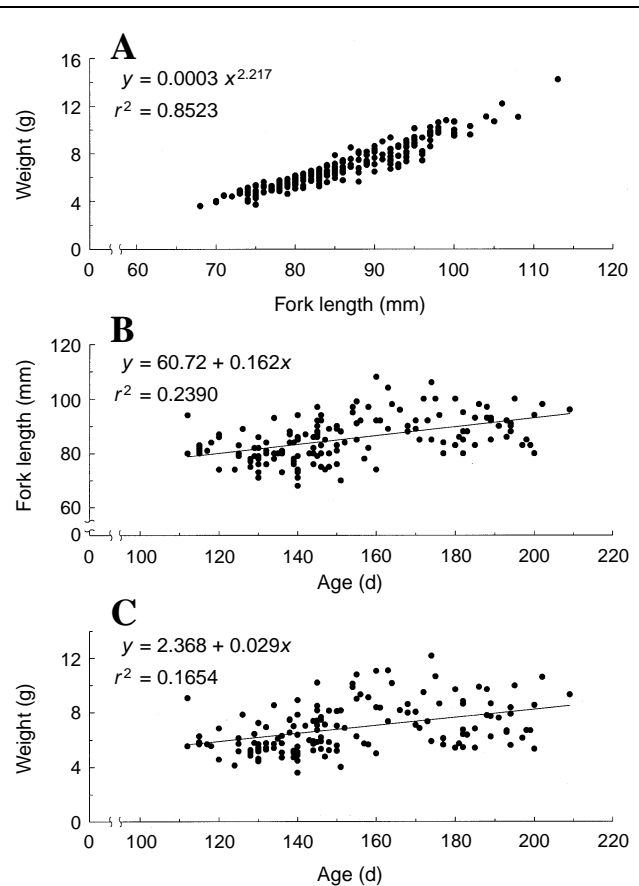 A
y = 0.0003 x^2.217
r² = 0.8523
Weight (g)
16
12
8
4
0
0 60 70 80 90 100 110 120
Fork length (mm)
B
y = 60.72 + 0.162x
r² = 0.2390
Fork length (mm)
120
100
80
60
0
0 100 120 140 160 180 200 220
Age (d)
C
y = 2.368 + 0.029x
r² = 0.1654
Weight (g)
12
8
4
0
0 100 120 140 160 180 200 220
Age (d)